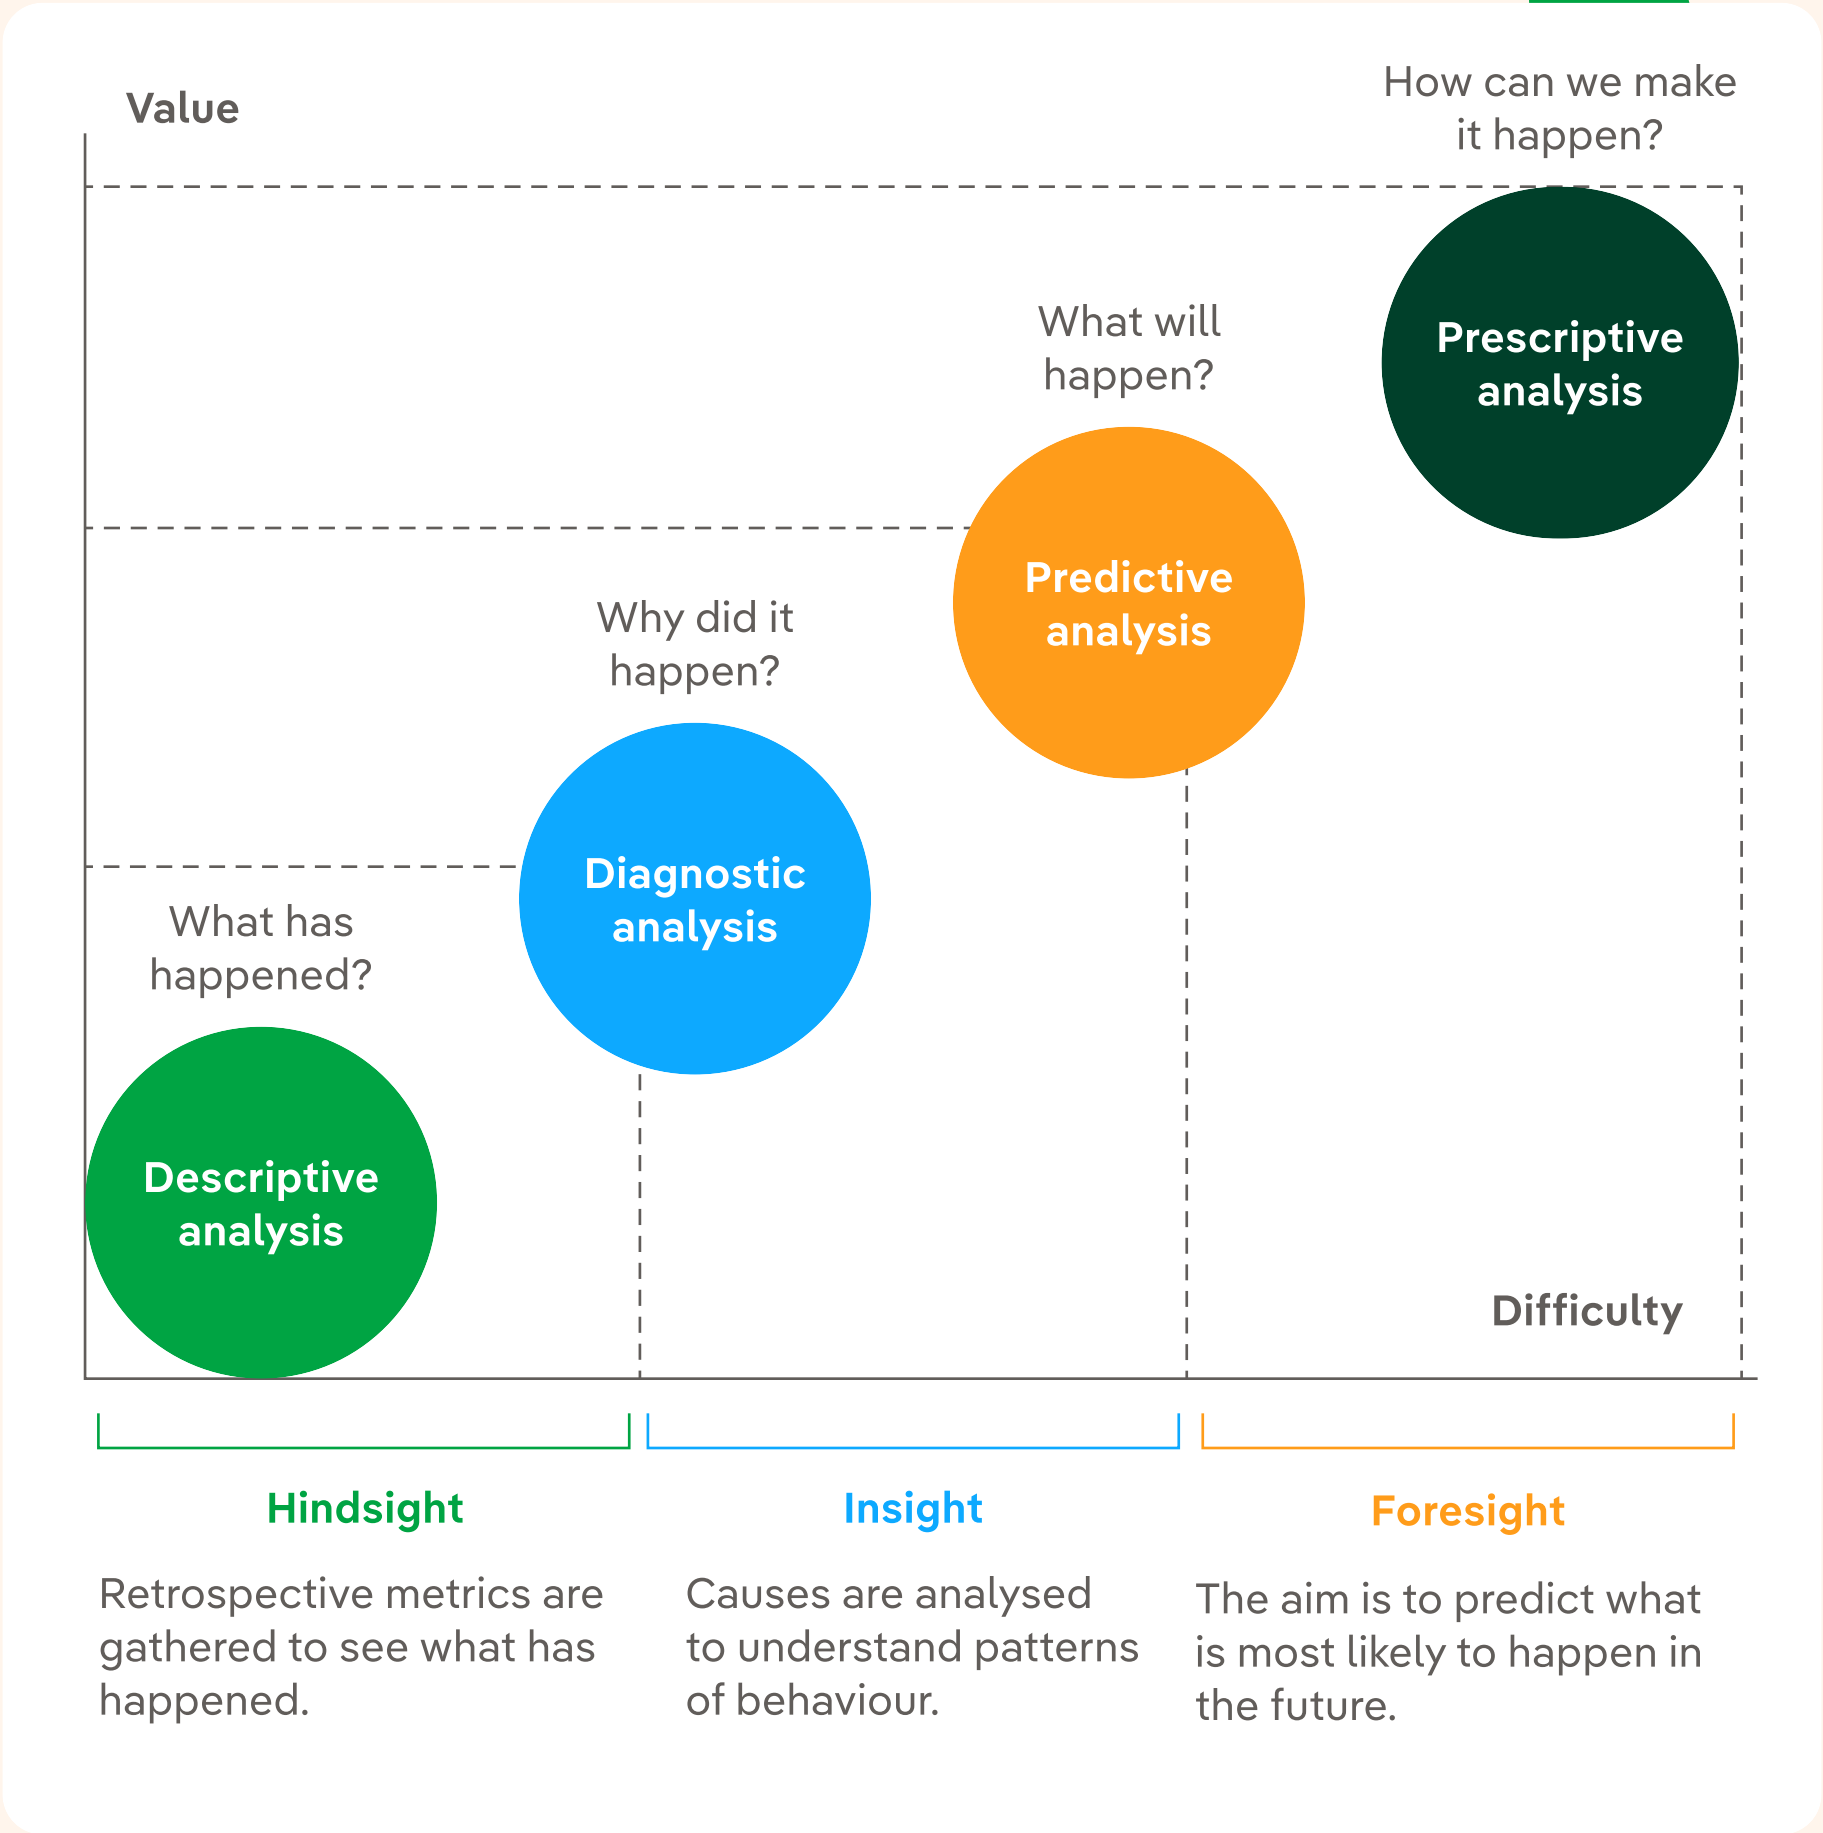 Value
How can we make
it happen?
Prescriptive
analysis
What will
happen?
Predictive
analysis
Why did it
happen?
Diagnostic
analysis
What has
happened?
Descriptive
analysis
Difficulty
Hindsight
Retrospective metrics are
gathered to see what has
happened.
Insight
Causes are analysed
to understand patterns
of behaviour.
Foresight
The aim is to predict what
is most likely to happen in
the future.